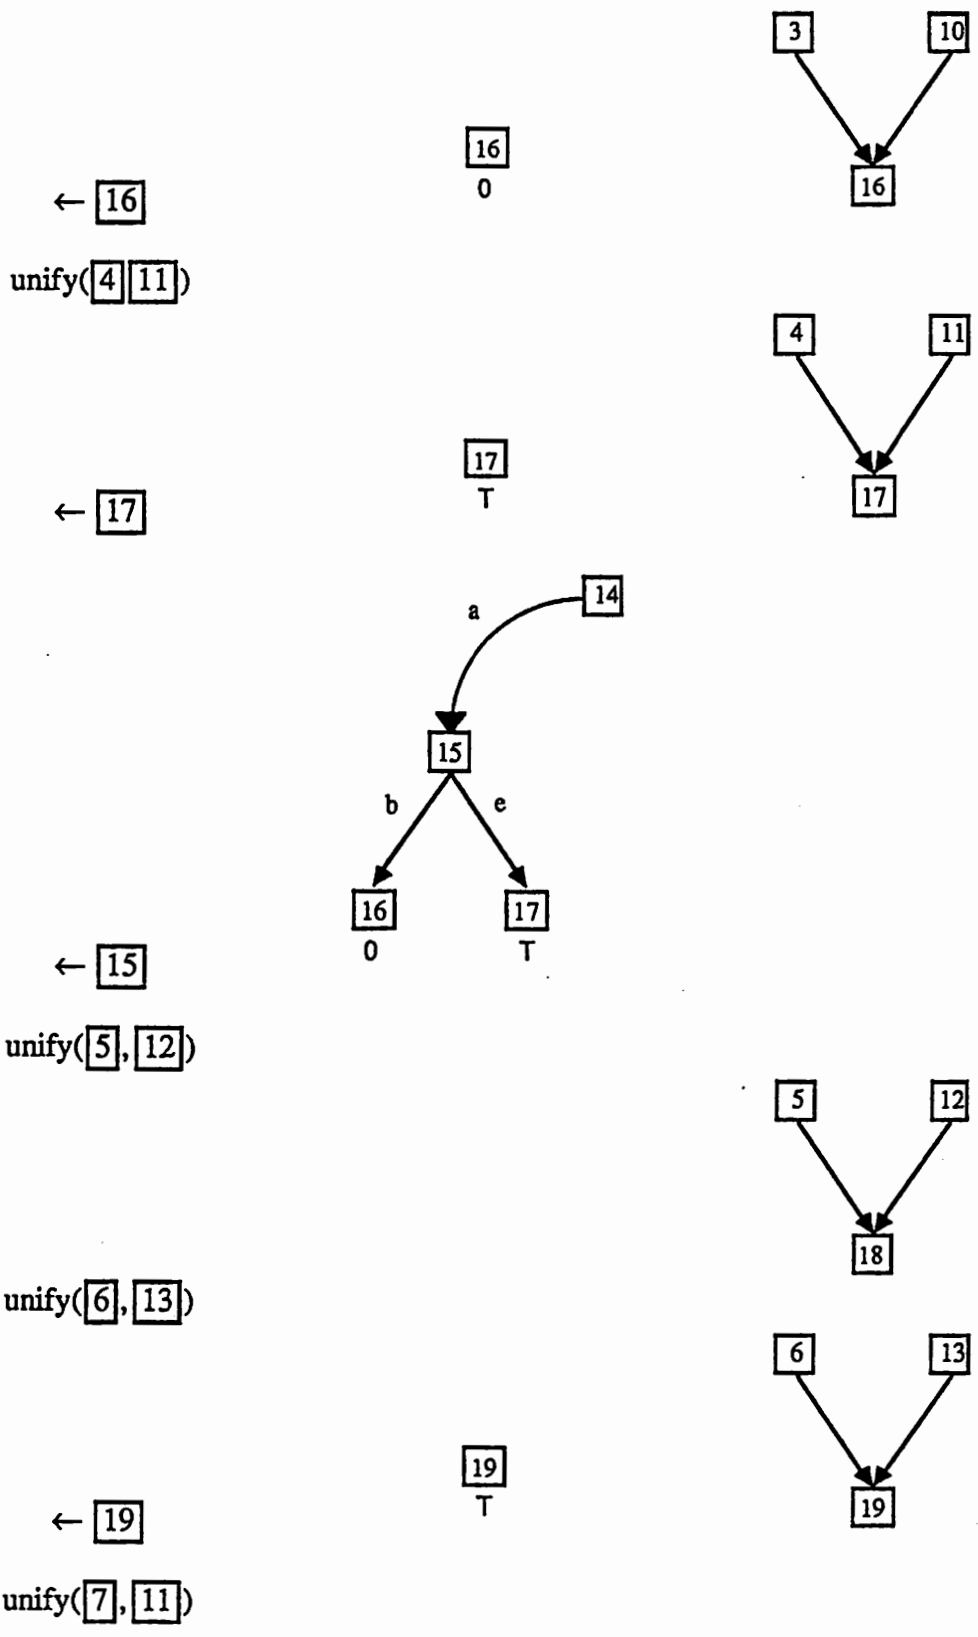 3 10
16
0
16
← 16
unify(4 11)
4 11
17
T
17
← 17
14
a
15
b e
16 17
0 T
← 15
unify(5, 12)
5 12
18
unify(6, 13)
6 13
19
T
19
← 19
unify(7, 11)